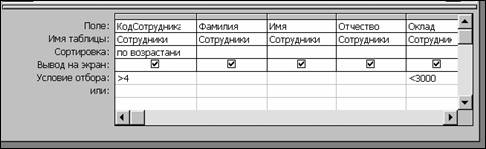 Поле: КодСотрудника Фамилия Имя Отчество Оклад
Имя таблицы: Сотрудники Сотрудники Сотрудники Сотрудники Сотрудник
Сортировка: по возрастани
Вывод на экран:
Условие отбора: >4 <3000
или: